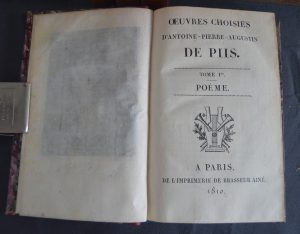 ŒUVRES CHOISIES
D'ANTOINE-PIERRE-AUGUSTIN
DE PIIS.
TOME Iᵉʳ.
POËME.
A PARIS,
DE L'IMPRIMERIE DE BRASSEUR AINÉ.
1810.